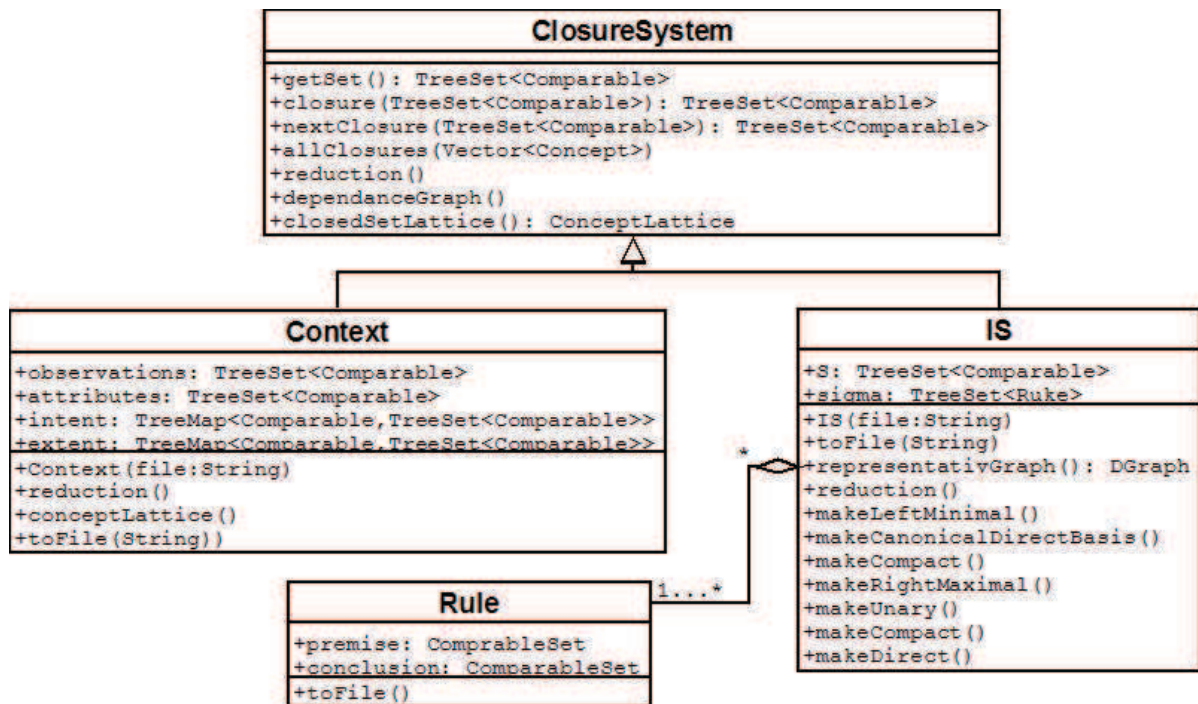 ClosureSystem
+getSet(): TreeSet<Comparable>
+closure(TreeSet<Comparable>): TreeSet<Comparable>
+nextClosure(TreeSet<Comparable>): TreeSet<Comparable>
+allClosures(Vector<Concept>)
+reduction()
+dependanceGraph()
+closedSetLattice(): ConceptLattice
Context
+observations: TreeSet<Comparable>
+attributes: TreeSet<Comparable>
+intent: TreeMap<Comparable,TreeSet<Comparable>>
+extent: TreeMap<Comparable,TreeSet<Comparable>>
+Context(file:String)
+reduction()
+conceptLattice()
+toFile(String))
IS
+S: TreeSet<Comparable>
+sigma: TreeSet<Ruke>
+IS(file:String)
+toFile(String)
+representativGraph(): DGraph
+reduction()
+makeLeftMinimal()
+makeCanonicalDirectBasis()
+makeCompact()
+makeRightMaximal()
+makeUnary()
+makeCompact()
+makeDirect()
*
1...*
Rule
+premise: ComprableSet
+conclusion: ComparableSet
+toFile()